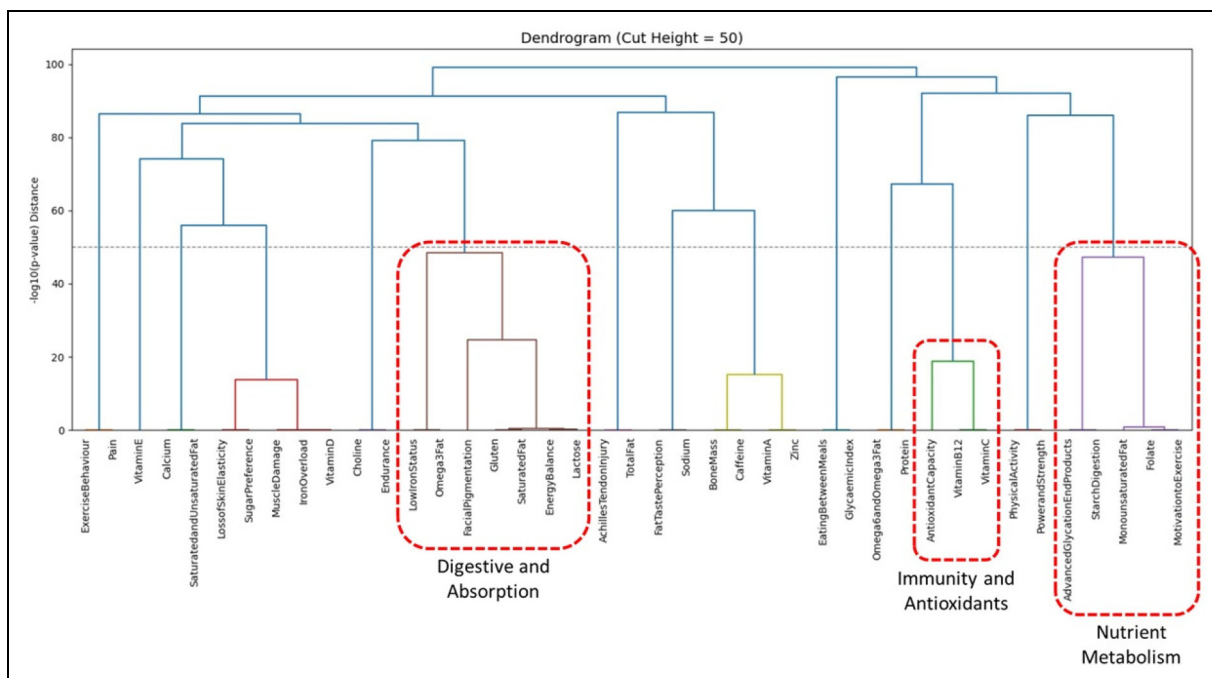 Dendrogram (Cut Height = 50)
100
80
60
40
20
0
-log10(p-value) Distance
ExerciseBehaviour
Pain
VitaminE
Calcium
SaturatedandUnsaturatedFat
LossofSkinElasticity
SugarPreference
MuscleDamage
IronOverload
VitaminD
Choline
Endurance
LowironStatus
Omega3Fat
FacialPigmentation
Gluten
SaturatedFat
EnergyBalance
Lactose
AchillesTendonInjury
TotalFat
FatTastePerception
Sodium
BoneMass
Caffeine
VitaminA
Zinc
EatingBetweenMeals
GlycaemicIndex
Omega6andOmega3Fat
Protein
AntioxidantCapacity
VitaminB12
VitaminC
PhysicalActivity
PowerandStrength
AdvancedGlycationEndProducts
StarchDigestion
MonounsaturatedFat
Folate
MotivationtoExercise
Digestive and
Absorption
Immunity and
Antioxidants
Nutrient
Metabolism